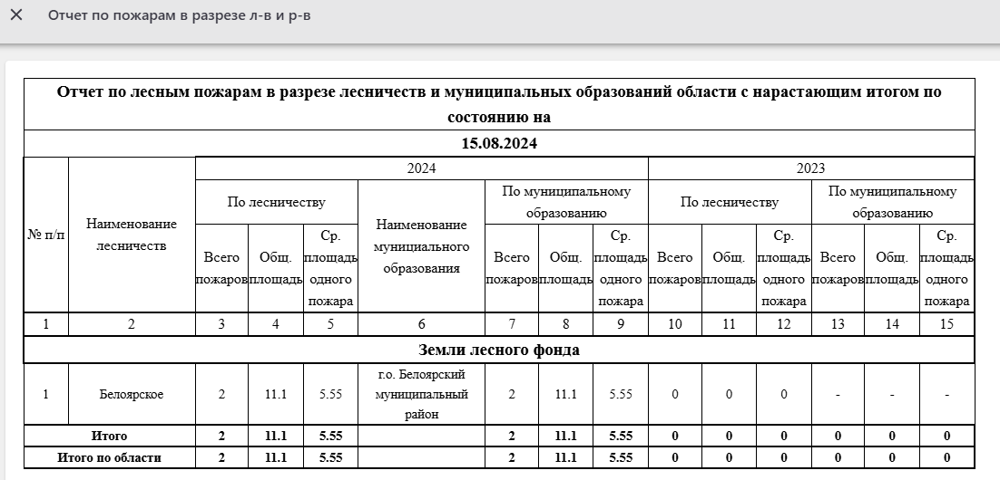 Отчет по пожарам в разрезе л-в и р-в
Отчет по лесным пожарам в разрезе лесничеств и муниципальных образований области с нарастающим итогом по
состоянию на
15.08.2024
№ п/п
Наименование
лесничеств
2024
2023
По лесничеству
Наименование
мунициального
образования
По муниципальному
образованию
По лесничеству
По муниципальному
образованию
Всего
пожаров
Общ.
площадь
Ср.
площадь
одного
пожара
Всего
пожаров
Общ.
площадь
Ср.
площадь
одного
пожара
Всего
пожаров
Общ.
площадь
Ср.
площадь
одного
пожара
Всего
пожаров
Общ.
площадь
Ср.
площадь
одного
пожара
1 2 3 4 5 6 7 8 9 10 11 12 13 14 15
Земли лесного фонда
1 Белоярское 2 11.1 5.55
г.о. Белоярский
муниципальный
район
2 11.1 5.55 0 0 0 - - -
Итого 2 11.1 5.55 2 11.1 5.55 0 0 0 0 0 0
Итого по области 2 11.1 5.55 2 11.1 5.55 0 0 0 0 0 0